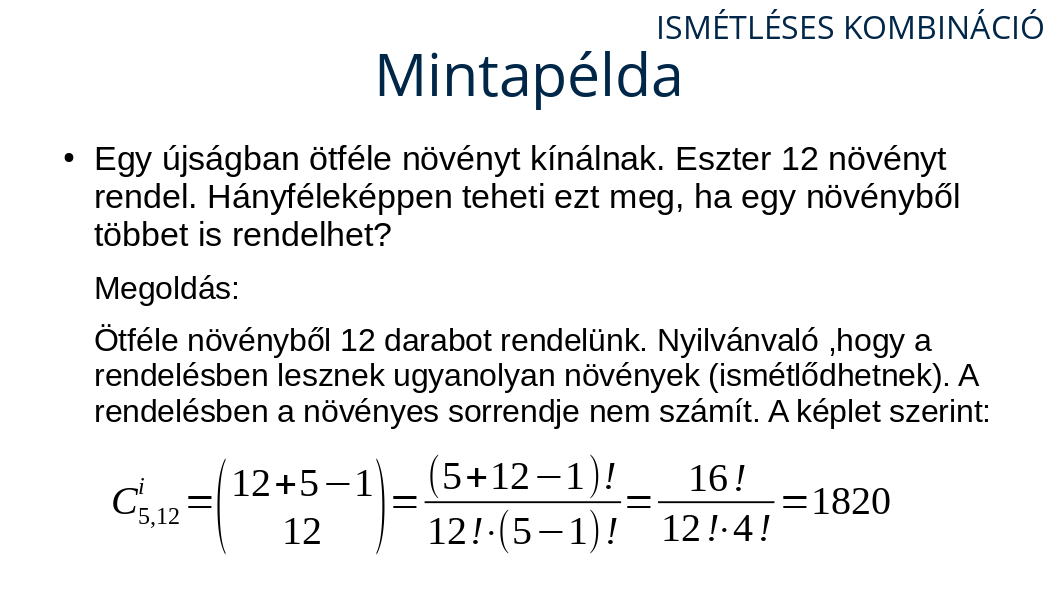 ISMÉTLÉSES KOMBINÁCIÓ
Mintapélda
• Egy újságban ötféle növényt kínálnak. Eszter 12 növényt
rendel. Hányféleképpen teheti ezt meg, ha egy növényből
többet is rendelhet?
Megoldás:
Ötféle növényből 12 darabot rendelünk. Nyilvánvaló ,hogy a
rendelésben lesznek ugyanolyan növények (ismétlődhetnek). A
rendelésben a növényes sorrendje nem számít. A képlet szerint:
C^i_{5,12} = \binom{12+5−1}{12} = \frac{(5+12−1)!}{12!·(5−1)!} = \frac{16!}{12!·4!} = 1820